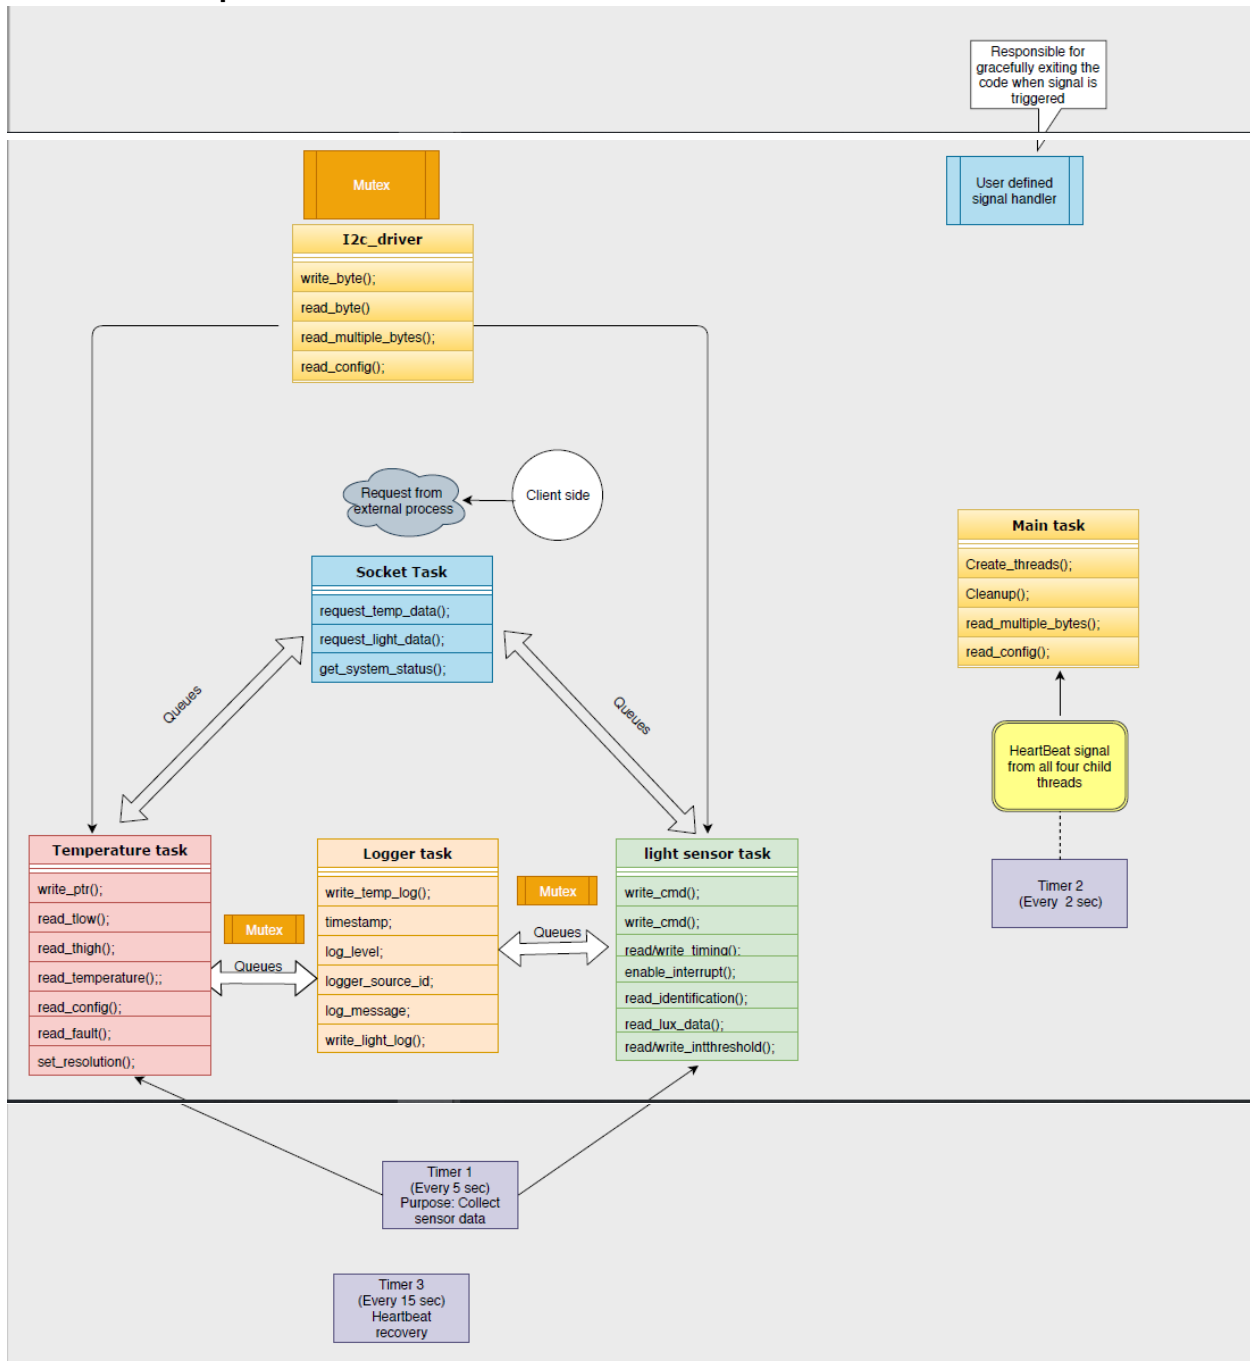 Responsible for
gracefully exiting the
code when signal is
triggered
Mutex
User defined
signal handler
I2c_driver
write_byte();
read_byte()
read_multiple_bytes();
read_config();
Request from
external process
Client side
Main task
Create_threads();
Cleanup();
read_multiple_bytes();
read_config();
Socket Task
request_temp_data();
request_light_data();
get_system_status();
Queues
Queues
HeartBeat signal
from all four child
threads
Timer 2
(Every 2 sec)
Temperature task
write_ptr();
read_tlow();
read_thigh();
read_temperature();;
read_config();
read_fault();
set_resolution();
Mutex
Queues
Logger task
write_temp_log();
timestamp;
log_level;
logger_source_id;
log_message;
write_light_log();
Mutex
Queues
light sensor task
write_cmd();
write_cmd();
read/write_timing();
enable_interrupt();
read_identification();
read_lux_data();
read/write_intthreshold();
Timer 1
(Every 5 sec)
Purpose: Collect
sensor data
Timer 3
(Every 15 sec)
Heartbeat
recovery